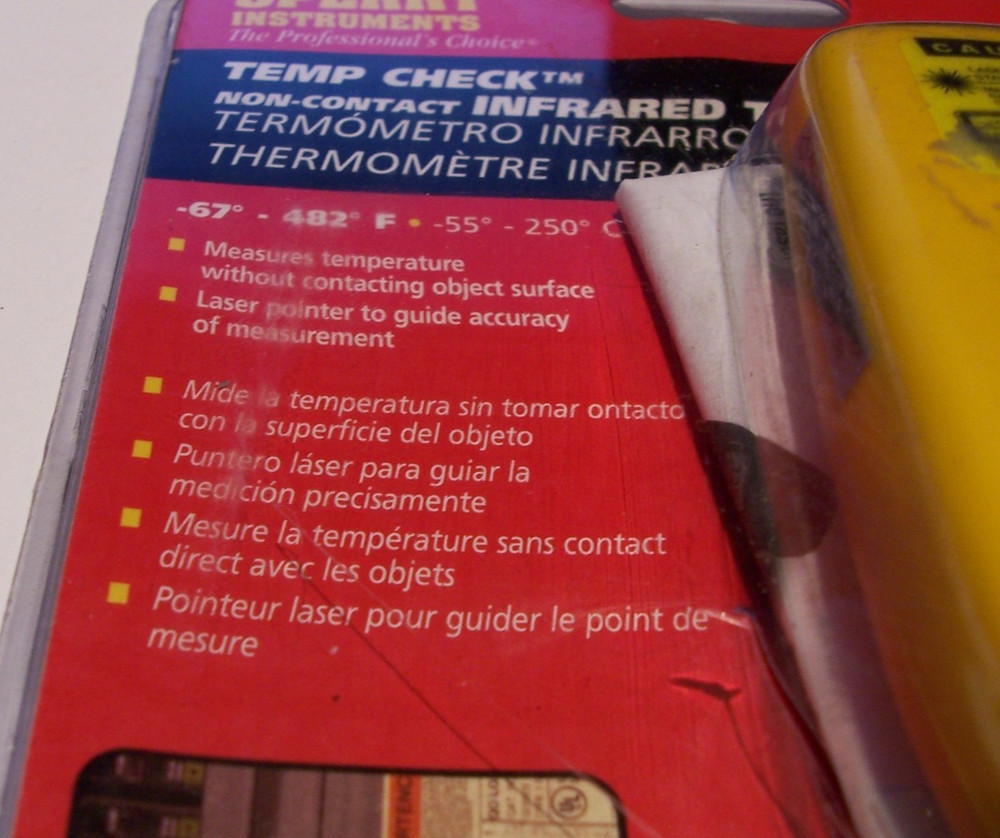 SPERRY
INSTRUMENTS
The Professional's Choice
TEMP CHECK™
NON-CONTACT INFRARED T
TERMÓMETRO INFRARRO
THERMOMÈTRE INFRAR
-67° - 482° F • -55° - 250° C
Measures temperature
without contacting object surface
Laser pointer to guide accuracy
of measurement
Mide la temperatura sin tomar ontacto
con la superficie del objeto
Puntero láser para guiar la
medición precisamente
Mesure la température sans contact
direct avec les objets
Pointeur laser pour guider le point de
mesure
CAU